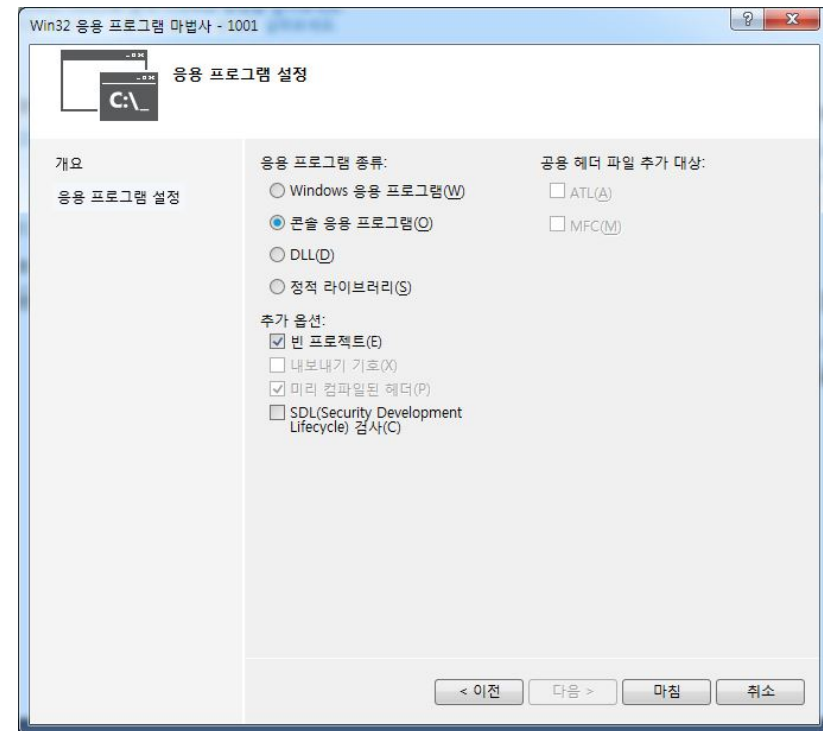 Win32 응용 프로그램 마법사 - 1001
C:\_
응용 프로그램 설정
개요
응용 프로그램 설정
응용 프로그램 종류:
Windows 응용 프로그램(W)
콘솔 응용 프로그램(O)
DLL(D)
정적 라이브러리(S)
추가 옵션:
빈 프로젝트(E)
내보내기 기호(X)
미리 컴파일된 헤더(P)
SDL(Security Development
Lifecycle) 검사(C)
공용 헤더 파일 추가 대상:
ATL(A)
MFC(M)
< 이전
다음 >
마침
취소